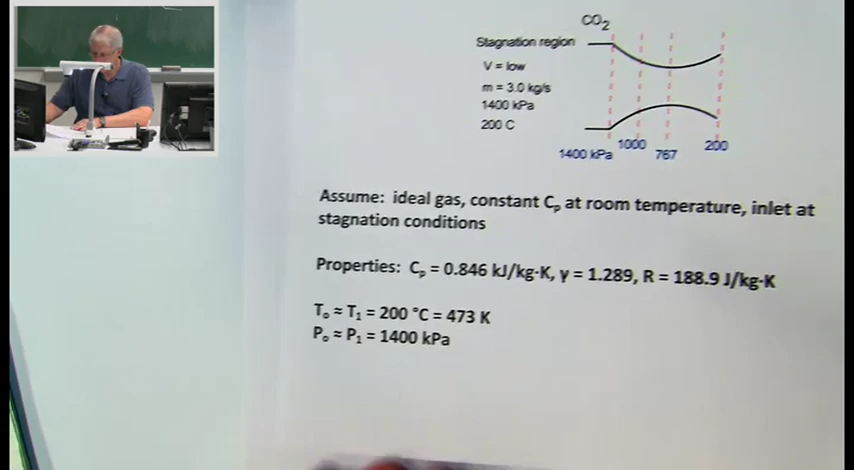 CO₂
Stagnation region
V = low
m = 3.0 kg/s
1400 kPa
200 C
1400 kPa
1000
767
200
Assume: ideal gas, constant Cₚ at room temperature, inlet at
stagnation conditions
Properties: Cₚ = 0.846 kJ/kg·K, γ = 1.289, R = 188.9 J/kg·K
Tₒ ≈ T₁ = 200 °C = 473 K
Pₒ ≈ P₁ = 1400 kPa